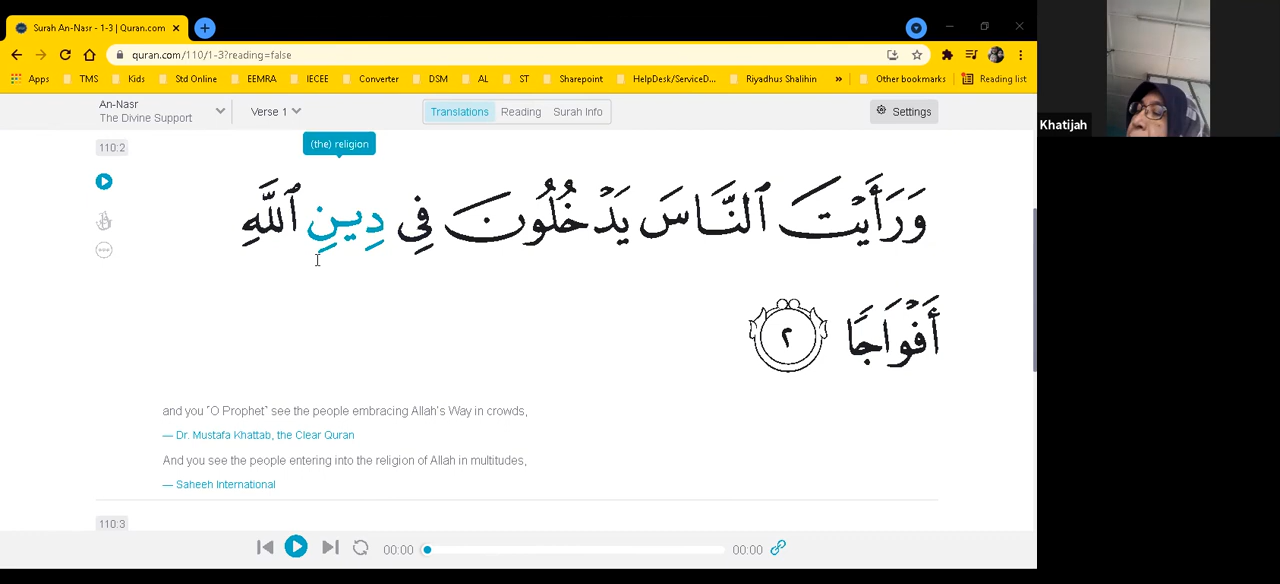 Surah An-Nasr - 1-3 | Quran.com
quran.com/110/1-3?reading=false
Apps TMS Kids Std Online EEMRA IECEE Converter DSM AL ST Sharepoint HelpDesk/ServiceD... Riyadhus Shalihin » Other bookmarks Reading list
An-Nasr
The Divine Support
Verse 1
Translations Reading Surah Info
Settings
Khatijah
(the) religion
110:2
وَرَأَيْتَ ٱلنَّاسَ يَدْخُلُونَ فِى دِينِ ٱللَّهِ
أَفْوَاجًا ٢
and you ˹O Prophet˺ see the people embracing Allah's Way in crowds,
— Dr. Mustafa Khattab, the Clear Quran
And you see the people entering into the religion of Allah in multitudes,
— Saheeh International
110:3
00:00 00:00